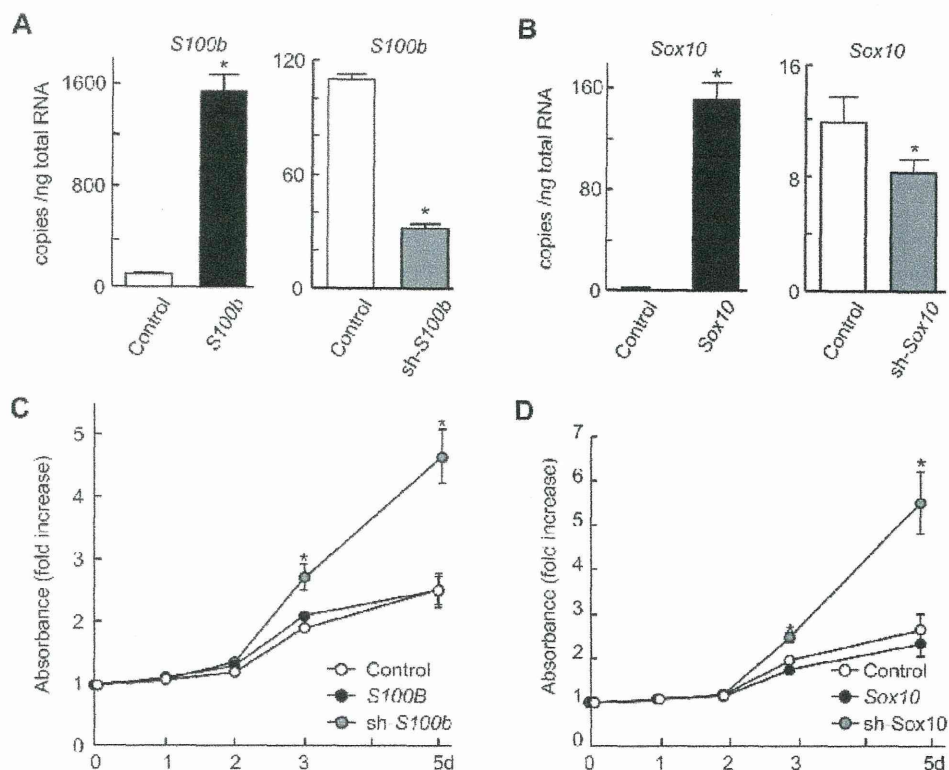 A
S100b
copies /ng total RNA
1600
800
0
*
Control
S100b
S100b
120
60
0
*
Control
sh-S100b
B
Sox10
copies /ng total RNA
160
80
0
*
Control
Sox10
Sox10
16
8
0
*
Control
sh-Sox10
C
Absorbance (fold increase)
5
4
3
2
1
0
*
*
Control
S100B
sh-S100b
0
1
2
3
5d
D
Absorbance (fold increase)
7
6
5
4
3
2
1
0
*
*
Control
Sox10
sh-Sox10
0
1
2
3
5d